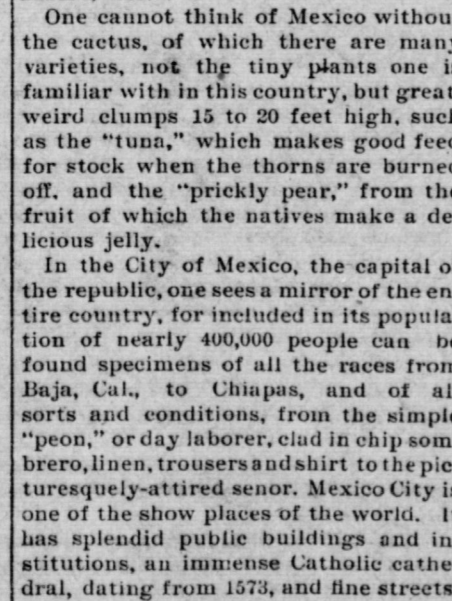 One cannot think of Mexico withou
the cactus, of which there are many
varieties, not the tiny plants one i
familiar with in this country, but great
weird clumps 15 to 20 feet high, such
as the "tuna," which makes good feed
for stock when the thorns are burned
off, and the "prickly pear," from the
fruit of which the natives make a de
licious jelly.
In the City of Mexico, the capital o
the republic, one sees a mirror of the en
tire country, for included in its popula
tion of nearly 400,000 people can be
found specimens of all the races from
Baja, Cal., to Chiapas, and of al
sorts and conditions, from the simple
"peon," or day laborer, clad in chip som
brero, linen, trousers and shirt to the pic
turesquely-attired senor. Mexico City i
one of the show places of the world. I
has splendid public buildings and in
stitutions, an immense Catholic cathe
dral, dating from 1573, and fine streets